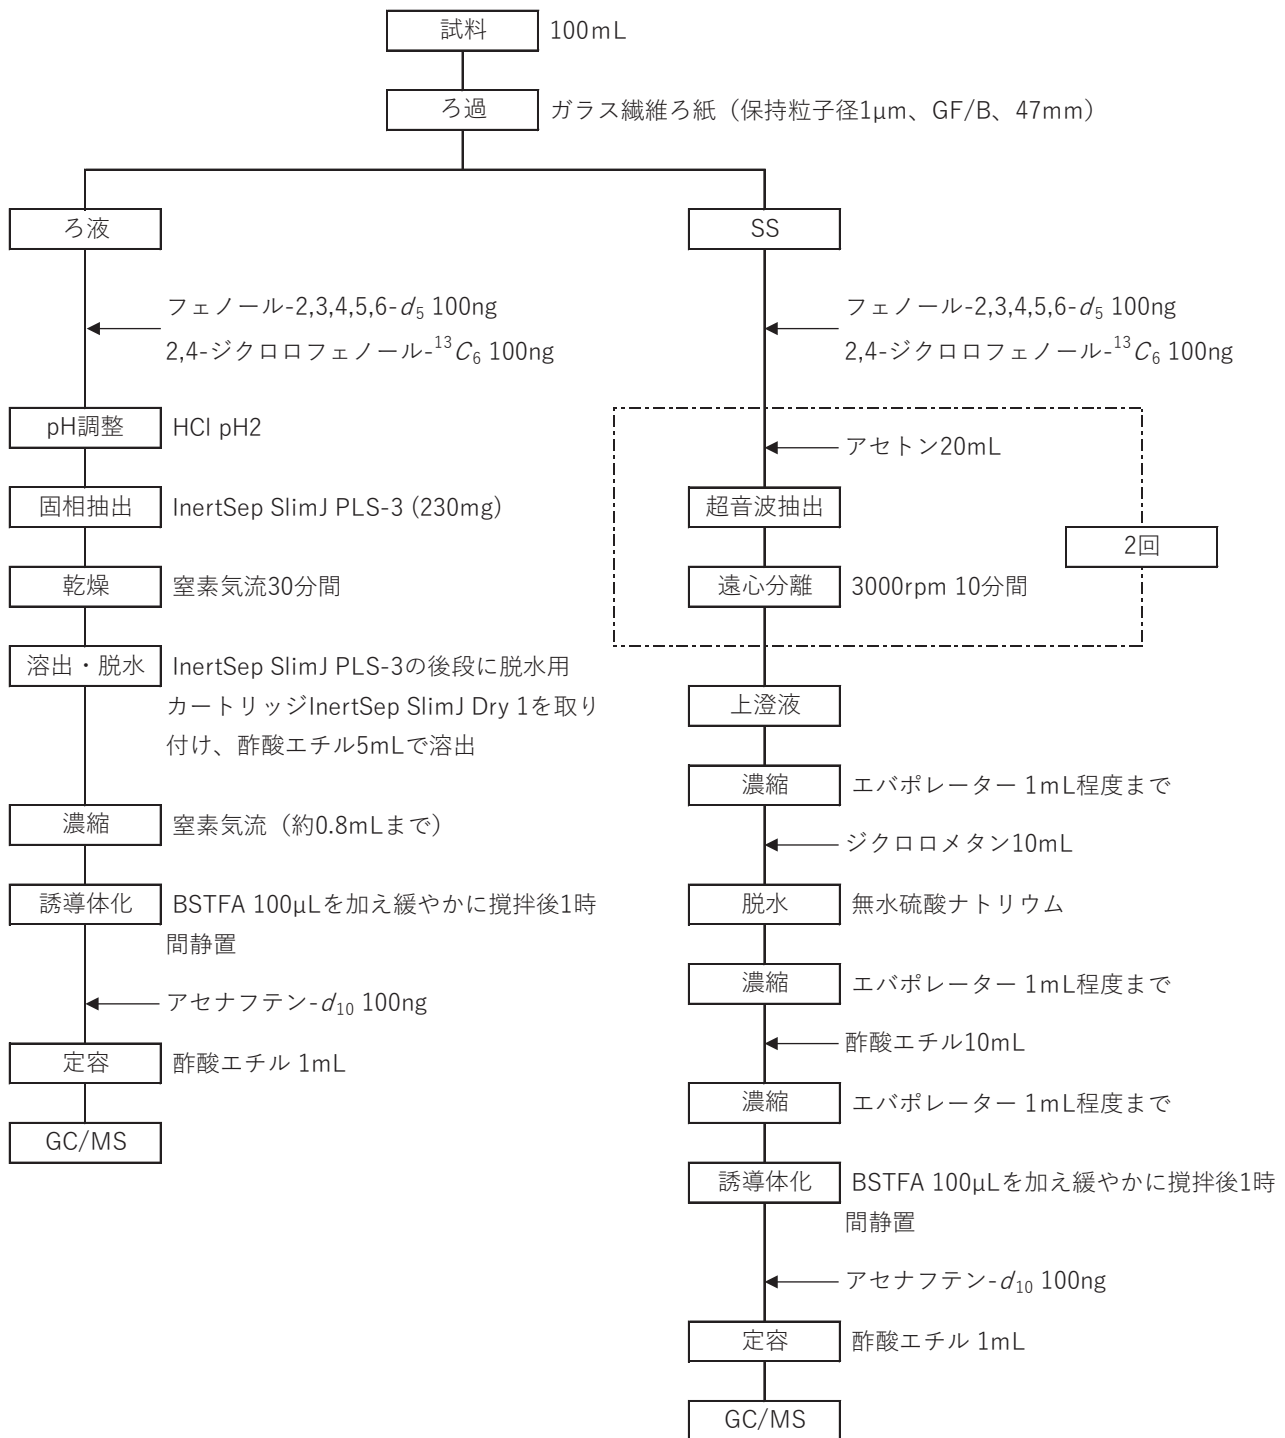 試料 100mL
ろ過 ガラス繊維ろ紙（保持粒子径1μm、GF/B、47mm）
ろ液
フェノール-2,3,4,5,6-d5 100ng
2,4-ジクロロフェノール-13C6 100ng
pH調整 HCl pH2
固相抽出 InertSep SlimJ PLS-3 (230mg)
乾燥 窒素気流30分間
溶出・脱水 InertSep SlimJ PLS-3の後段に脱水用
カートリッジInertSep SlimJ Dry 1を取り
付け、酢酸エチル5mLで溶出
濃縮 窒素気流（約0.8mLまで）
誘導体化 BSTFA 100μLを加え緩やかに攪拌後1時
間静置
アセナフテン-d10 100ng
定容 酢酸エチル 1mL
GC/MS
SS
フェノール-2,3,4,5,6-d5 100ng
2,4-ジクロロフェノール-13C6 100ng
アセトン20mL
超音波抽出
2回
遠心分離 3000rpm 10分間
上澄液
濃縮 エバポレーター 1mL程度まで
ジクロロメタン10mL
脱水 無水硫酸ナトリウム
濃縮 エバポレーター 1mL程度まで
酢酸エチル10mL
濃縮 エバポレーター 1mL程度まで
誘導体化 BSTFA 100μLを加え緩やかに攪拌後1時
間静置
アセナフテン-d10 100ng
定容 酢酸エチル 1mL
GC/MS